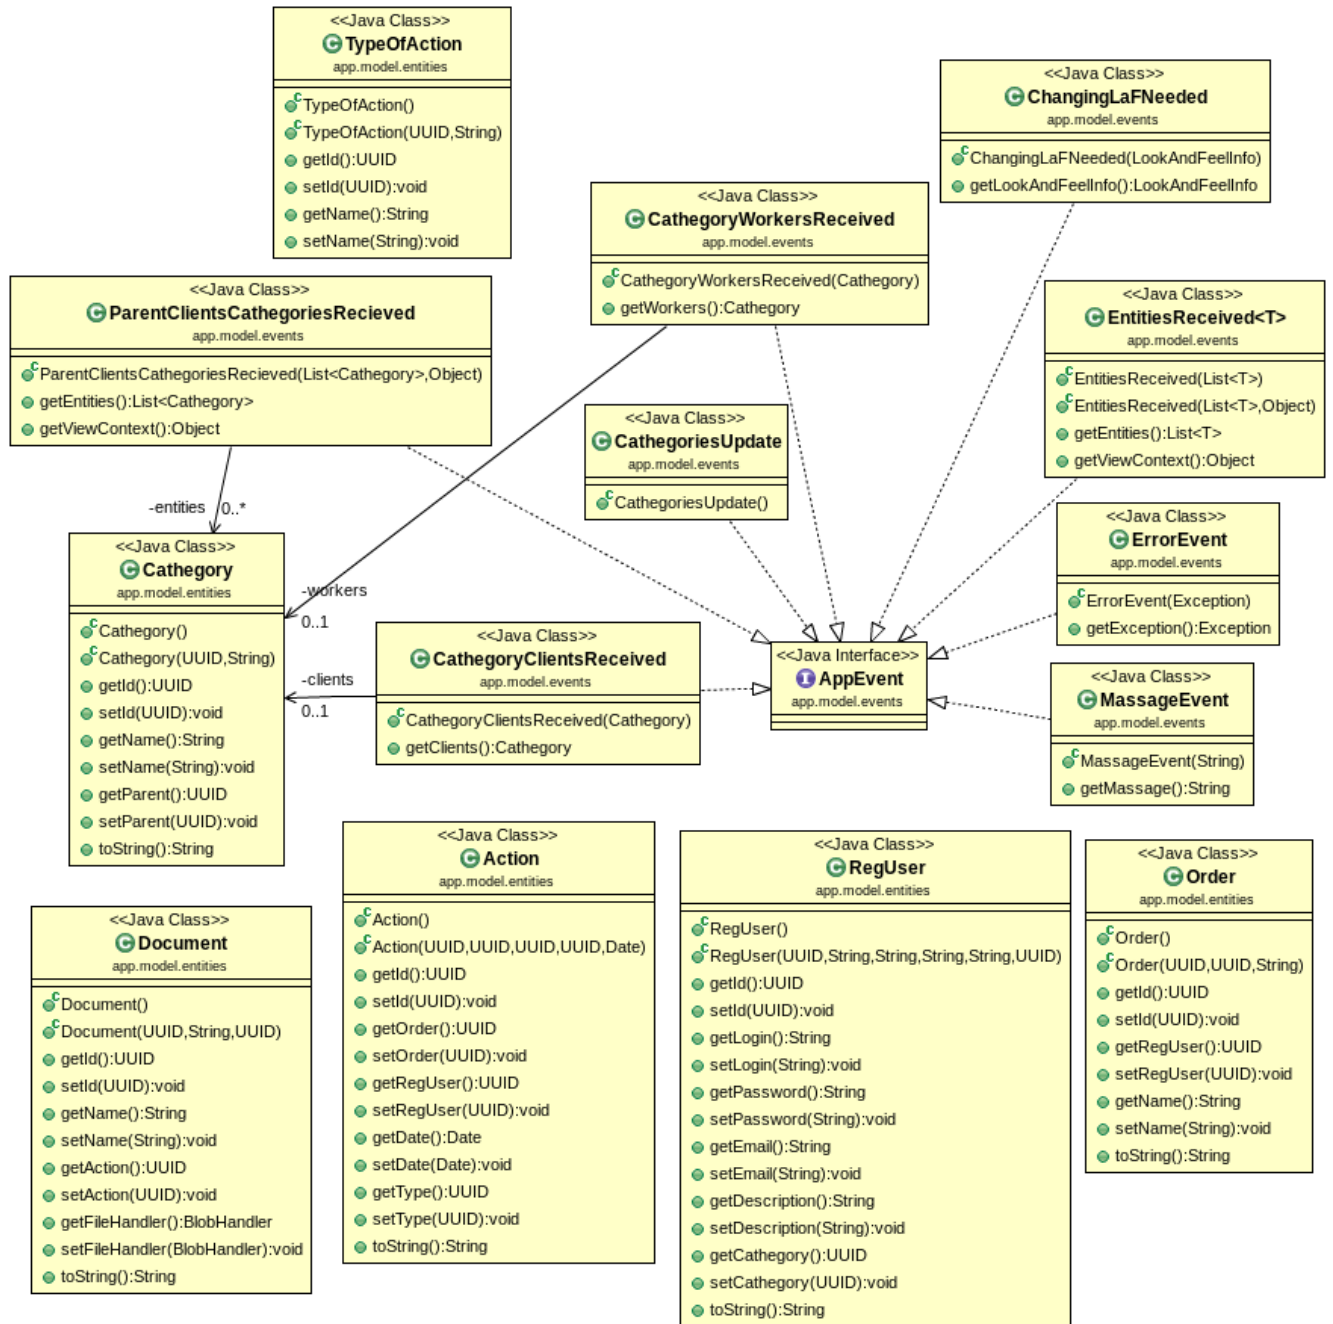 <<Java Class>>
TypeOfAction
app.model.entities
TypeOfAction()
TypeOfAction(UUID,String)
getId():UUID
setId(UUID):void
getName():String
setName(String):void
<<Java Class>>
ChangingLaFNeeded
app.model.events
ChangingLaFNeeded(LookAndFeelInfo)
getLookAndFeelInfo():LookAndFeelInfo
<<Java Class>>
CathegoryWorkersReceived
app.model.events
CathegoryWorkersReceived(Cathegory)
getWorkers():Cathegory
<<Java Class>>
ParentClientsCathegoriesRecieved
app.model.events
ParentClientsCathegoriesRecieved(List<Cathegory>,Object)
getEntities():List<Cathegory>
getViewContext():Object
<<Java Class>>
EntitiesReceived<T>
app.model.events
EntitiesReceived(List<T>)
EntitiesReceived(List<T>,Object)
getEntities():List<T>
getViewContext():Object
<<Java Class>>
CathegoriesUpdate
app.model.events
CathegoriesUpdate()
-entities
0..*
<<Java Class>>
ErrorEvent
app.model.events
ErrorEvent(Exception)
getException():Exception
<<Java Class>>
Cathegory
app.model.entities
Cathegory()
Cathegory(UUID,String)
getId():UUID
setId(UUID):void
getName():String
setName(String):void
getParent():UUID
setParent(UUID):void
toString():String
-workers
0..1
-clients
0..1
<<Java Class>>
CathegoryClientsReceived
app.model.events
CathegoryClientsReceived(Cathegory)
getClients():Cathegory
<<Java Interface>>
AppEvent
app.model.events
<<Java Class>>
MassageEvent
app.model.events
MassageEvent(String)
getMassage():String
<<Java Class>>
Document
app.model.entities
Document()
Document(UUID,String,UUID)
getId():UUID
setId(UUID):void
getName():String
setName(String):void
getAction():UUID
setAction(UUID):void
getFileHandler():BlobHandler
setFileHandler(BlobHandler):void
toString():String
<<Java Class>>
Action
app.model.entities
Action()
Action(UUID,UUID,UUID,UUID,Date)
getId():UUID
setId(UUID):void
getOrder():UUID
setOrder(UUID):void
getRegUser():UUID
setRegUser(UUID):void
getDate():Date
setDate(Date):void
getType():UUID
setType(UUID):void
toString():String
<<Java Class>>
RegUser
app.model.entities
RegUser()
RegUser(UUID,String,String,String,String,UUID)
getId():UUID
setId(UUID):void
getLogin():String
setLogin(String):void
getPassword():String
setPassword(String):void
getEmail():String
setEmail(String):void
getDescription():String
setDescription(String):void
getCathegory():UUID
setCathegory(UUID):void
toString():String
<<Java Class>>
Order
app.model.entities
Order()
Order(UUID,UUID,String)
getId():UUID
setId(UUID):void
getRegUser():UUID
setRegUser(UUID):void
getName():String
setName(String):void
toString():String